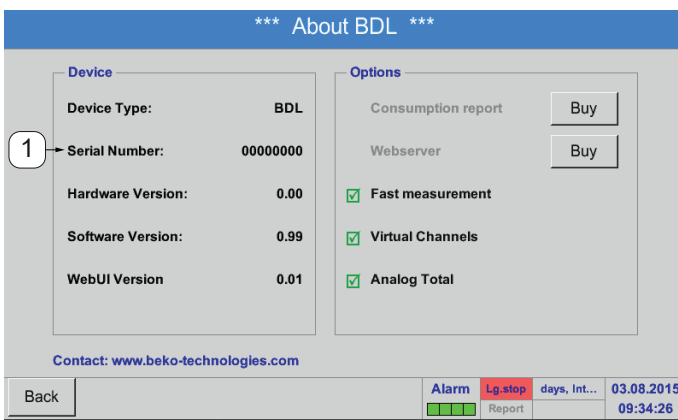 *** About BDL ***
Device
Device Type: BDL
1
Serial Number: 00000000
Hardware Version: 0.00
Software Version: 0.99
WebUI Version 0.01
Options
Consumption report Buy
Webserver Buy
Fast measurement
Virtual Channels
Analog Total
Contact: www.beko-technologies.com
Back
Alarm
Lg.stop
Report
days, Int...
03.08.2015
09:34:26